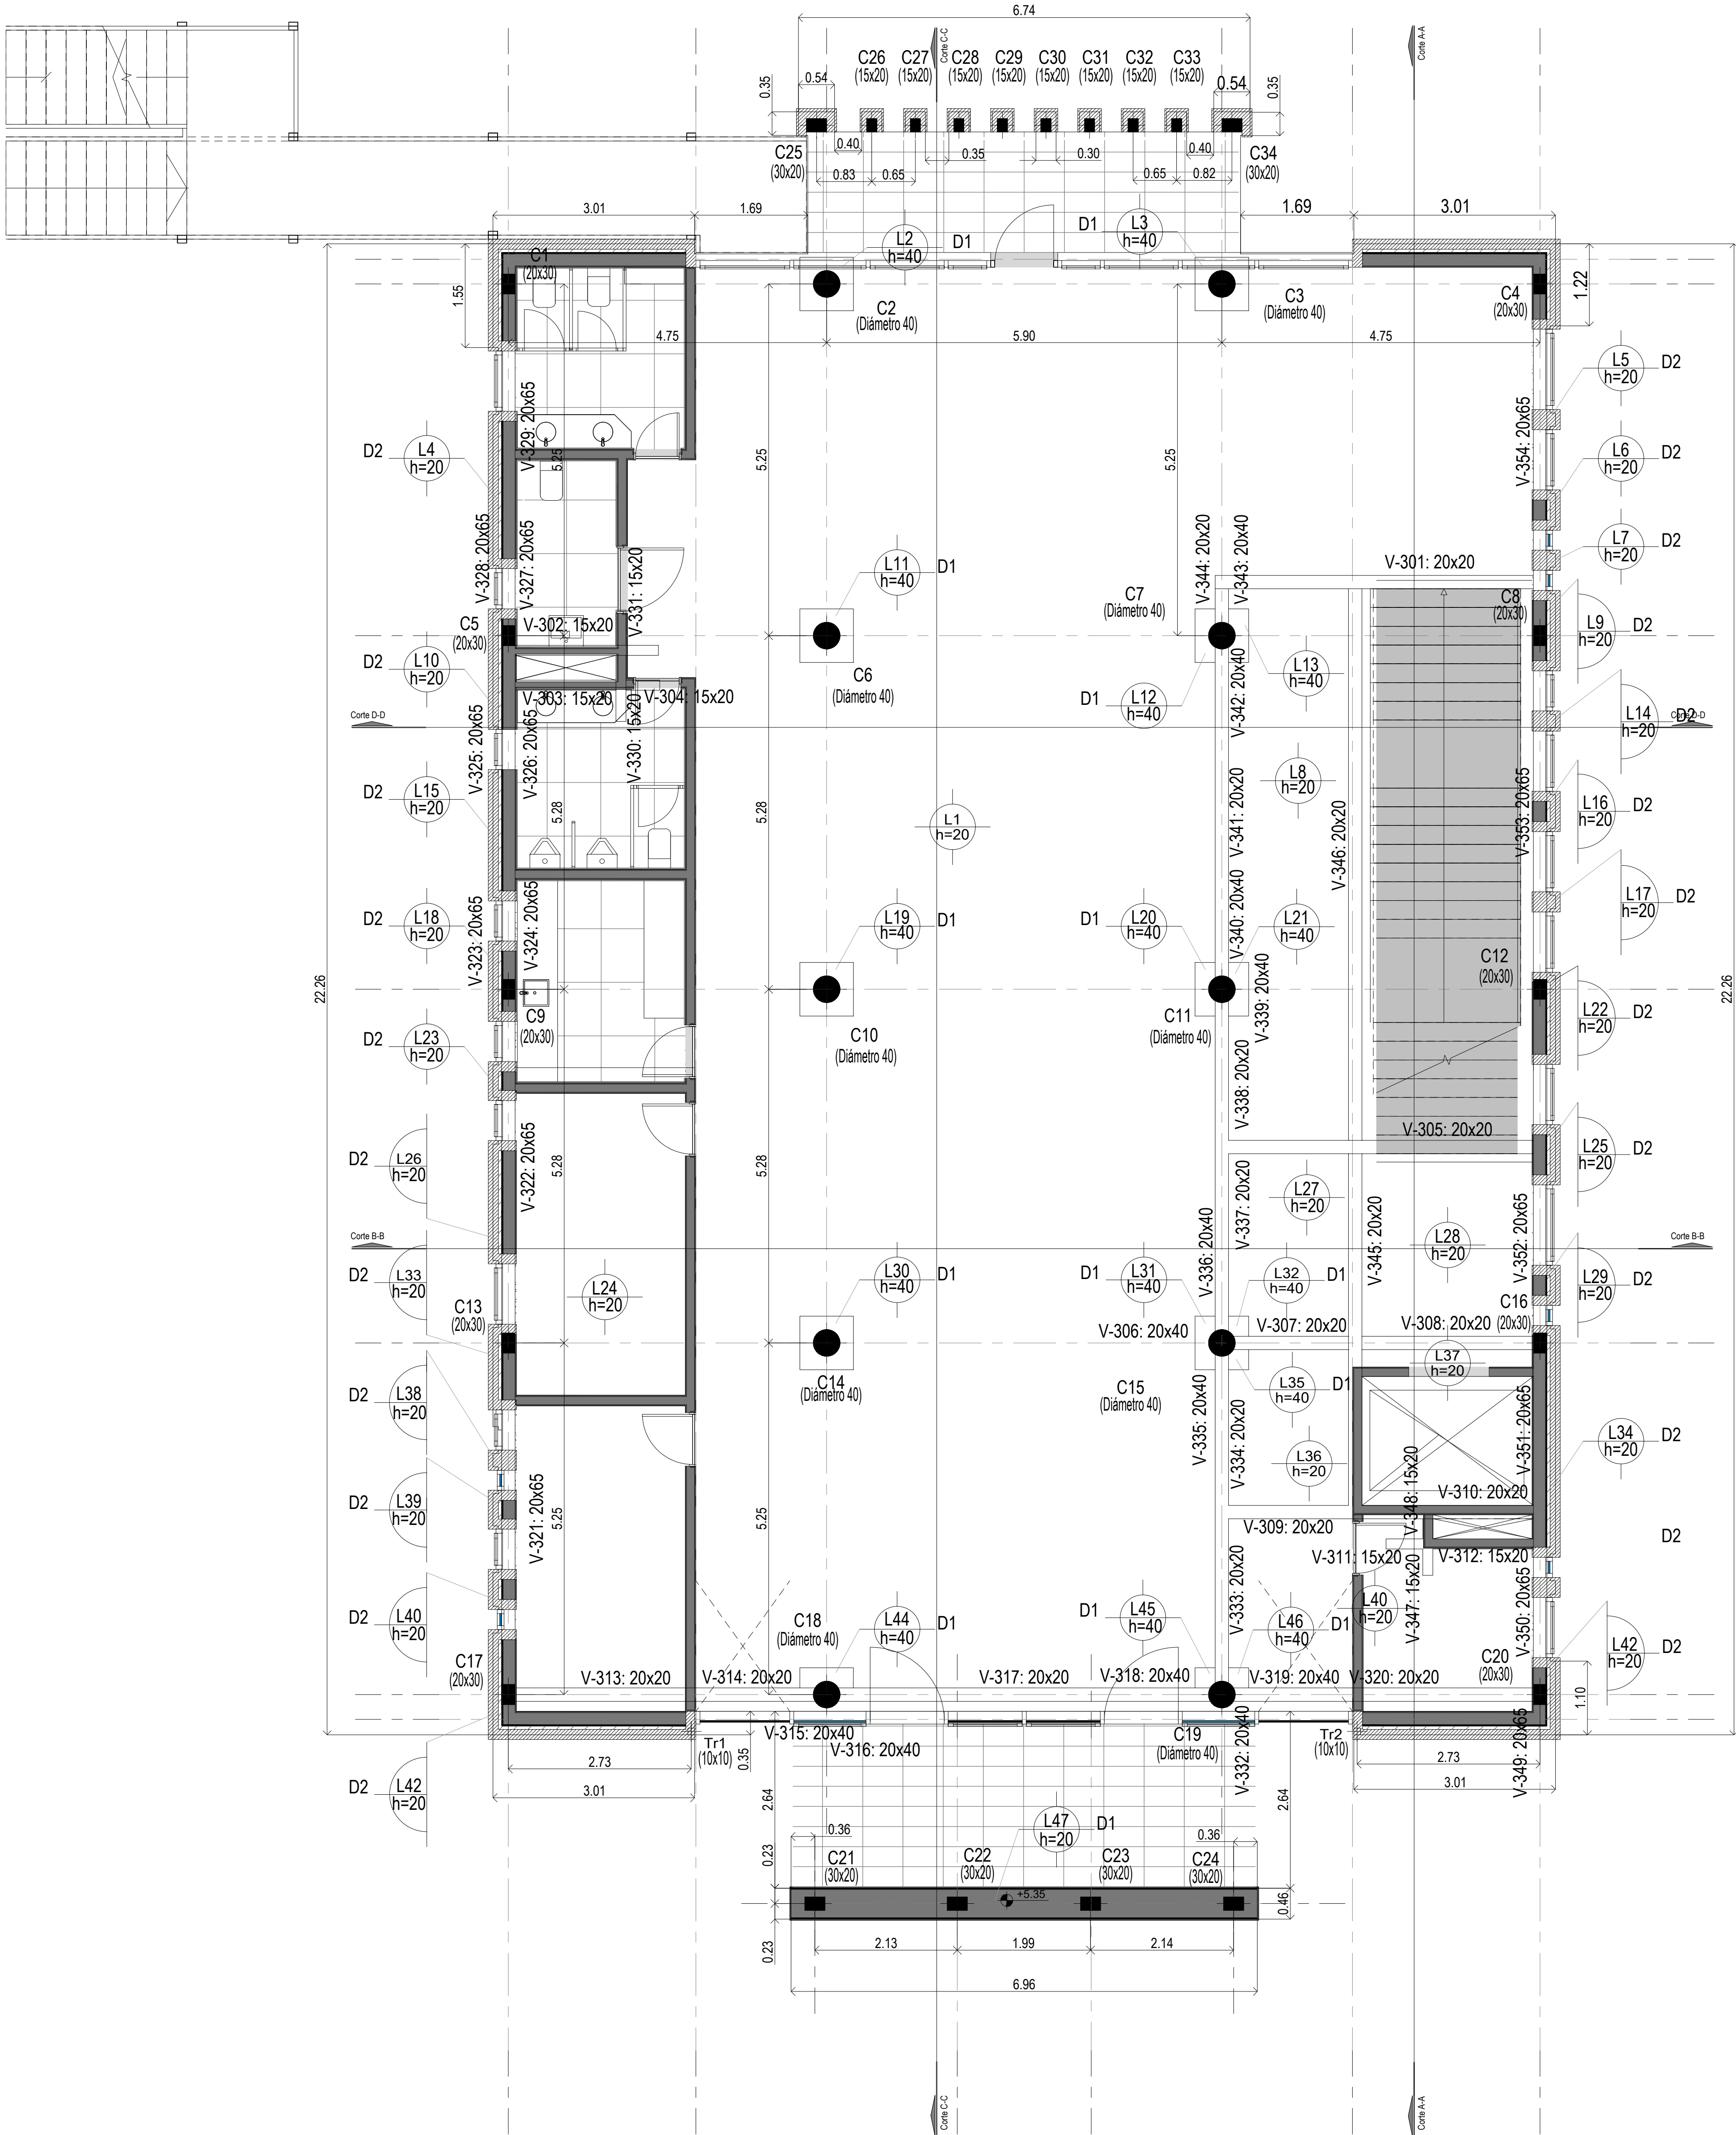 6.74
Corte C-C
Corte A-A
C26 C27 C28 C29 C30 C31 C32 C33
(15x20) (15x20) (15x20) (15x20) (15x20) (15x20) (15x20) (15x20)
0.35 0.54 0.54 0.35
0.40 0.35 0.30 0.40
C25 C34
(30x20) (30x20)
0.83 0.65 0.65 0.82
3.01 1.69 1.69 3.01
L2 D1
h=40
D1 L3
h=40
C1
(20x30)
1.55 1.22
C2
(Diámetro 40)
C3
(Diámetro 40)
C4
(20x30)
4.75 5.90 4.75
L5 D2
h=20
V-329: 20x65
V-354: 20x65
D2 L4
h=20
5.25 5.25 5.25
L6 D2
h=20
V-328: 20x65
V-327: 20x65
V-331: 15x20
V-344: 20x20
V-343: 20x40
L7 D2
h=20
L11 D1
h=40
V-301: 20x20
C7
(Diámetro 40)
C8
(20x30)
C5
(20x30)
V-302: 15x20
L9 D2
h=20
D2 L10
h=20
C6
(Diámetro 40)
L13
h=40
D1 L12
h=40
V-342: 20x40
V-303: 15x20
V-304: 15x20
Corte D-D
Corte D-D
L14 D2
h=20
V-325: 20x65
V-326: 20x65
V-330: 15x20
D2 L15
h=20
5.28 5.28
L1
h=20
V-341: 20x20
L8
h=20
V-346: 20x20
V-353: 20x65
L16 D2
h=20
V-323: 20x65
V-324: 20x65
D2 L18
h=20
L19 D1
h=40
D1 L20
h=40
V-340: 20x40
L21
h=40
L17 D2
h=20
22.26
V-339: 20x40
C12
(20x30)
22.26
C9
(20x30)
C10
(Diámetro 40)
C11
(Diámetro 40)
L22 D2
h=20
D2 L23
h=20
V-338: 20x20
V-305: 20x20
D2 L26
h=20
V-322: 20x65
5.28 5.28
V-337: 20x20
L27
h=20
L25 D2
h=20
Corte B-B
Corte B-B
V-336: 20x40
V-345: 20x20
L28
h=20
V-352: 20x65
D2 L33
h=20
L24
h=20
L30 D1
h=40
D1 L31
h=40
L32 D1
h=40
L29 D2
h=20
C13
(20x30)
V-306: 20x40
V-307: 20x20
V-308: 20x20
C16
(20x30)
L37
h=20
C14
(Diámetro 40)
C15
(Diámetro 40)
L35 D1
h=40
D2 L38
h=20
V-335: 20x40
V-334: 20x20
L36
h=20
V-351: 20x65
L34 D2
h=20
D2 L39
h=20
V-321: 20x65
5.25 5.25
V-348: 15x20
V-310: 20x20
V-309: 20x20
D2
V-311: 15x20
V-312: 15x20
D2 L40
h=20
C18
(Diámetro 40)
L44 D1
h=40
D1 L45
h=40
V-333: 20x20
L46 D1
h=40
L40
h=20
V-347: 15x20
V-350: 20x65
L42 D2
h=20
C17
(20x30)
V-313: 20x20
V-314: 20x20
V-317: 20x20
V-318: 20x40
V-319: 20x40
V-320: 20x20
C20
(20x30)
1.10
Tr1
(10x10)
0.35
V-315: 20x40
V-316: 20x40
C19
(Diámetro 40)
V-332: 20x40
Tr2
(10x10)
V-349: 20x65
2.73 2.73
3.01 3.01
D2 L42
h=20
2.64 2.64
0.36 0.36
L47 D1
h=20
0.23
C21 C22 C23 C24
(30x20) (30x20) (30x20) (30x20)
+5.35
0.46
0.23
2.13 1.99 2.14
6.96
Corte C-C
Corte A-A